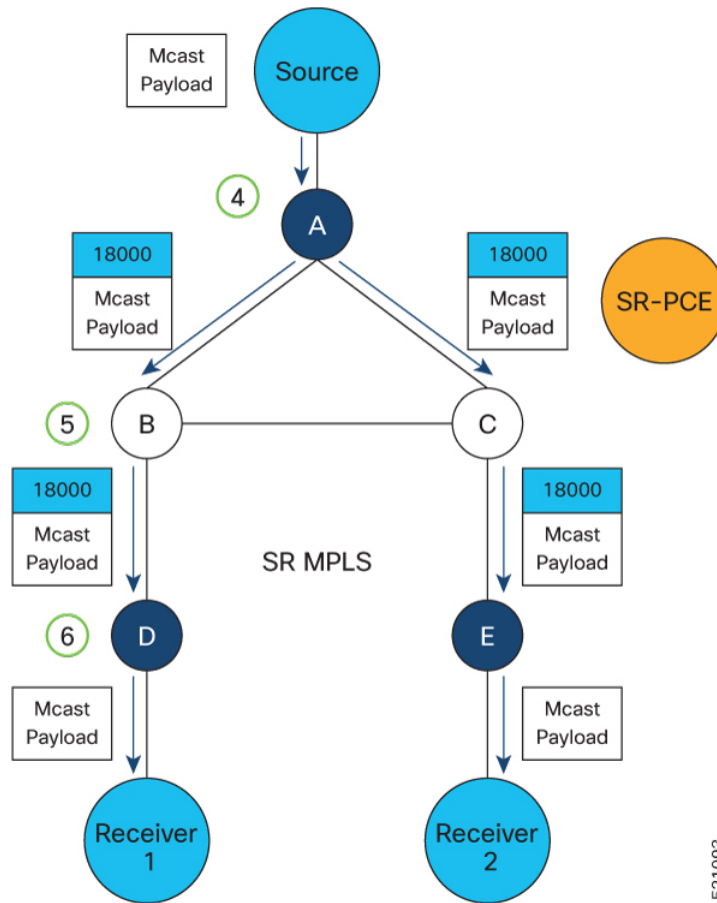 Mcast
Payload
Source
4
A
18000
Mcast
Payload
18000
Mcast
Payload
SR-PCE
5
B
C
18000
Mcast
Payload
SR MPLS
18000
Mcast
Payload
6
D
E
Mcast
Payload
Mcast
Payload
Receiver
1
Receiver
2